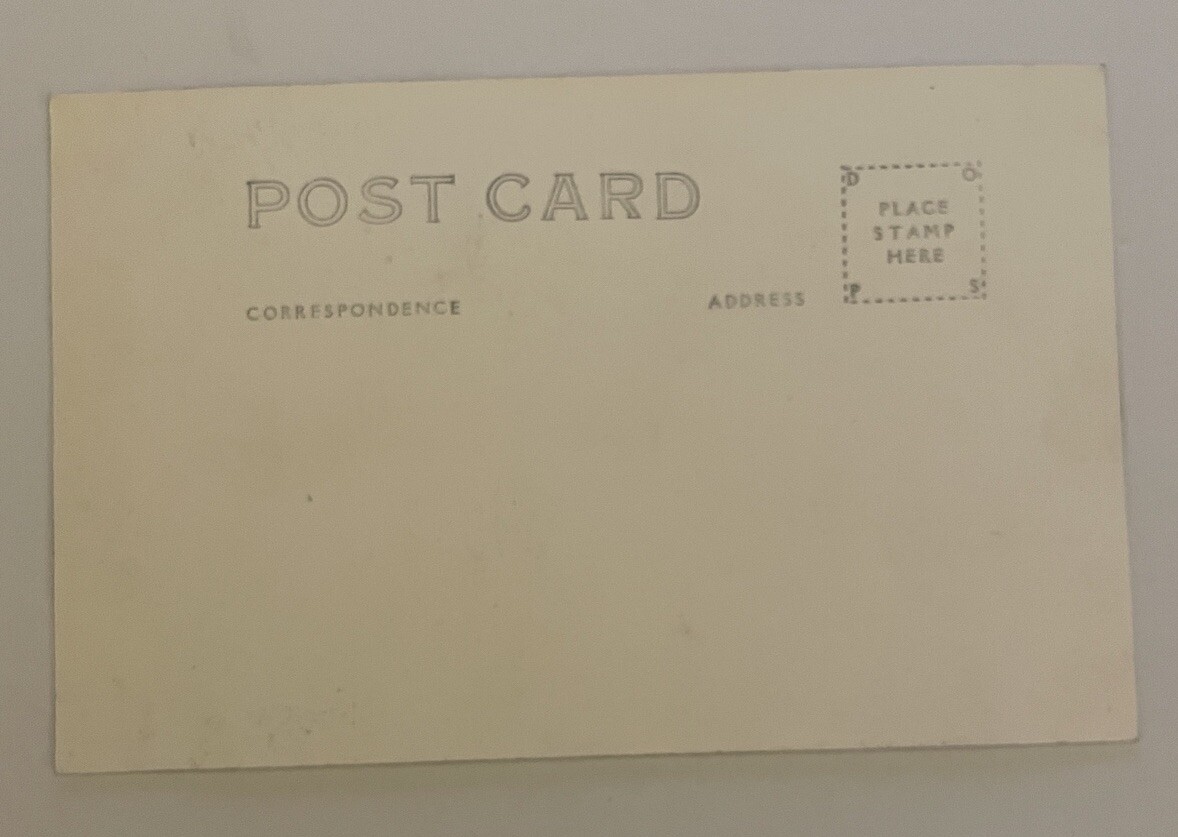 POST CARD
CORRESPONDENCE
ADDRESS
D O
PLACE
STAMP
HERE
P S